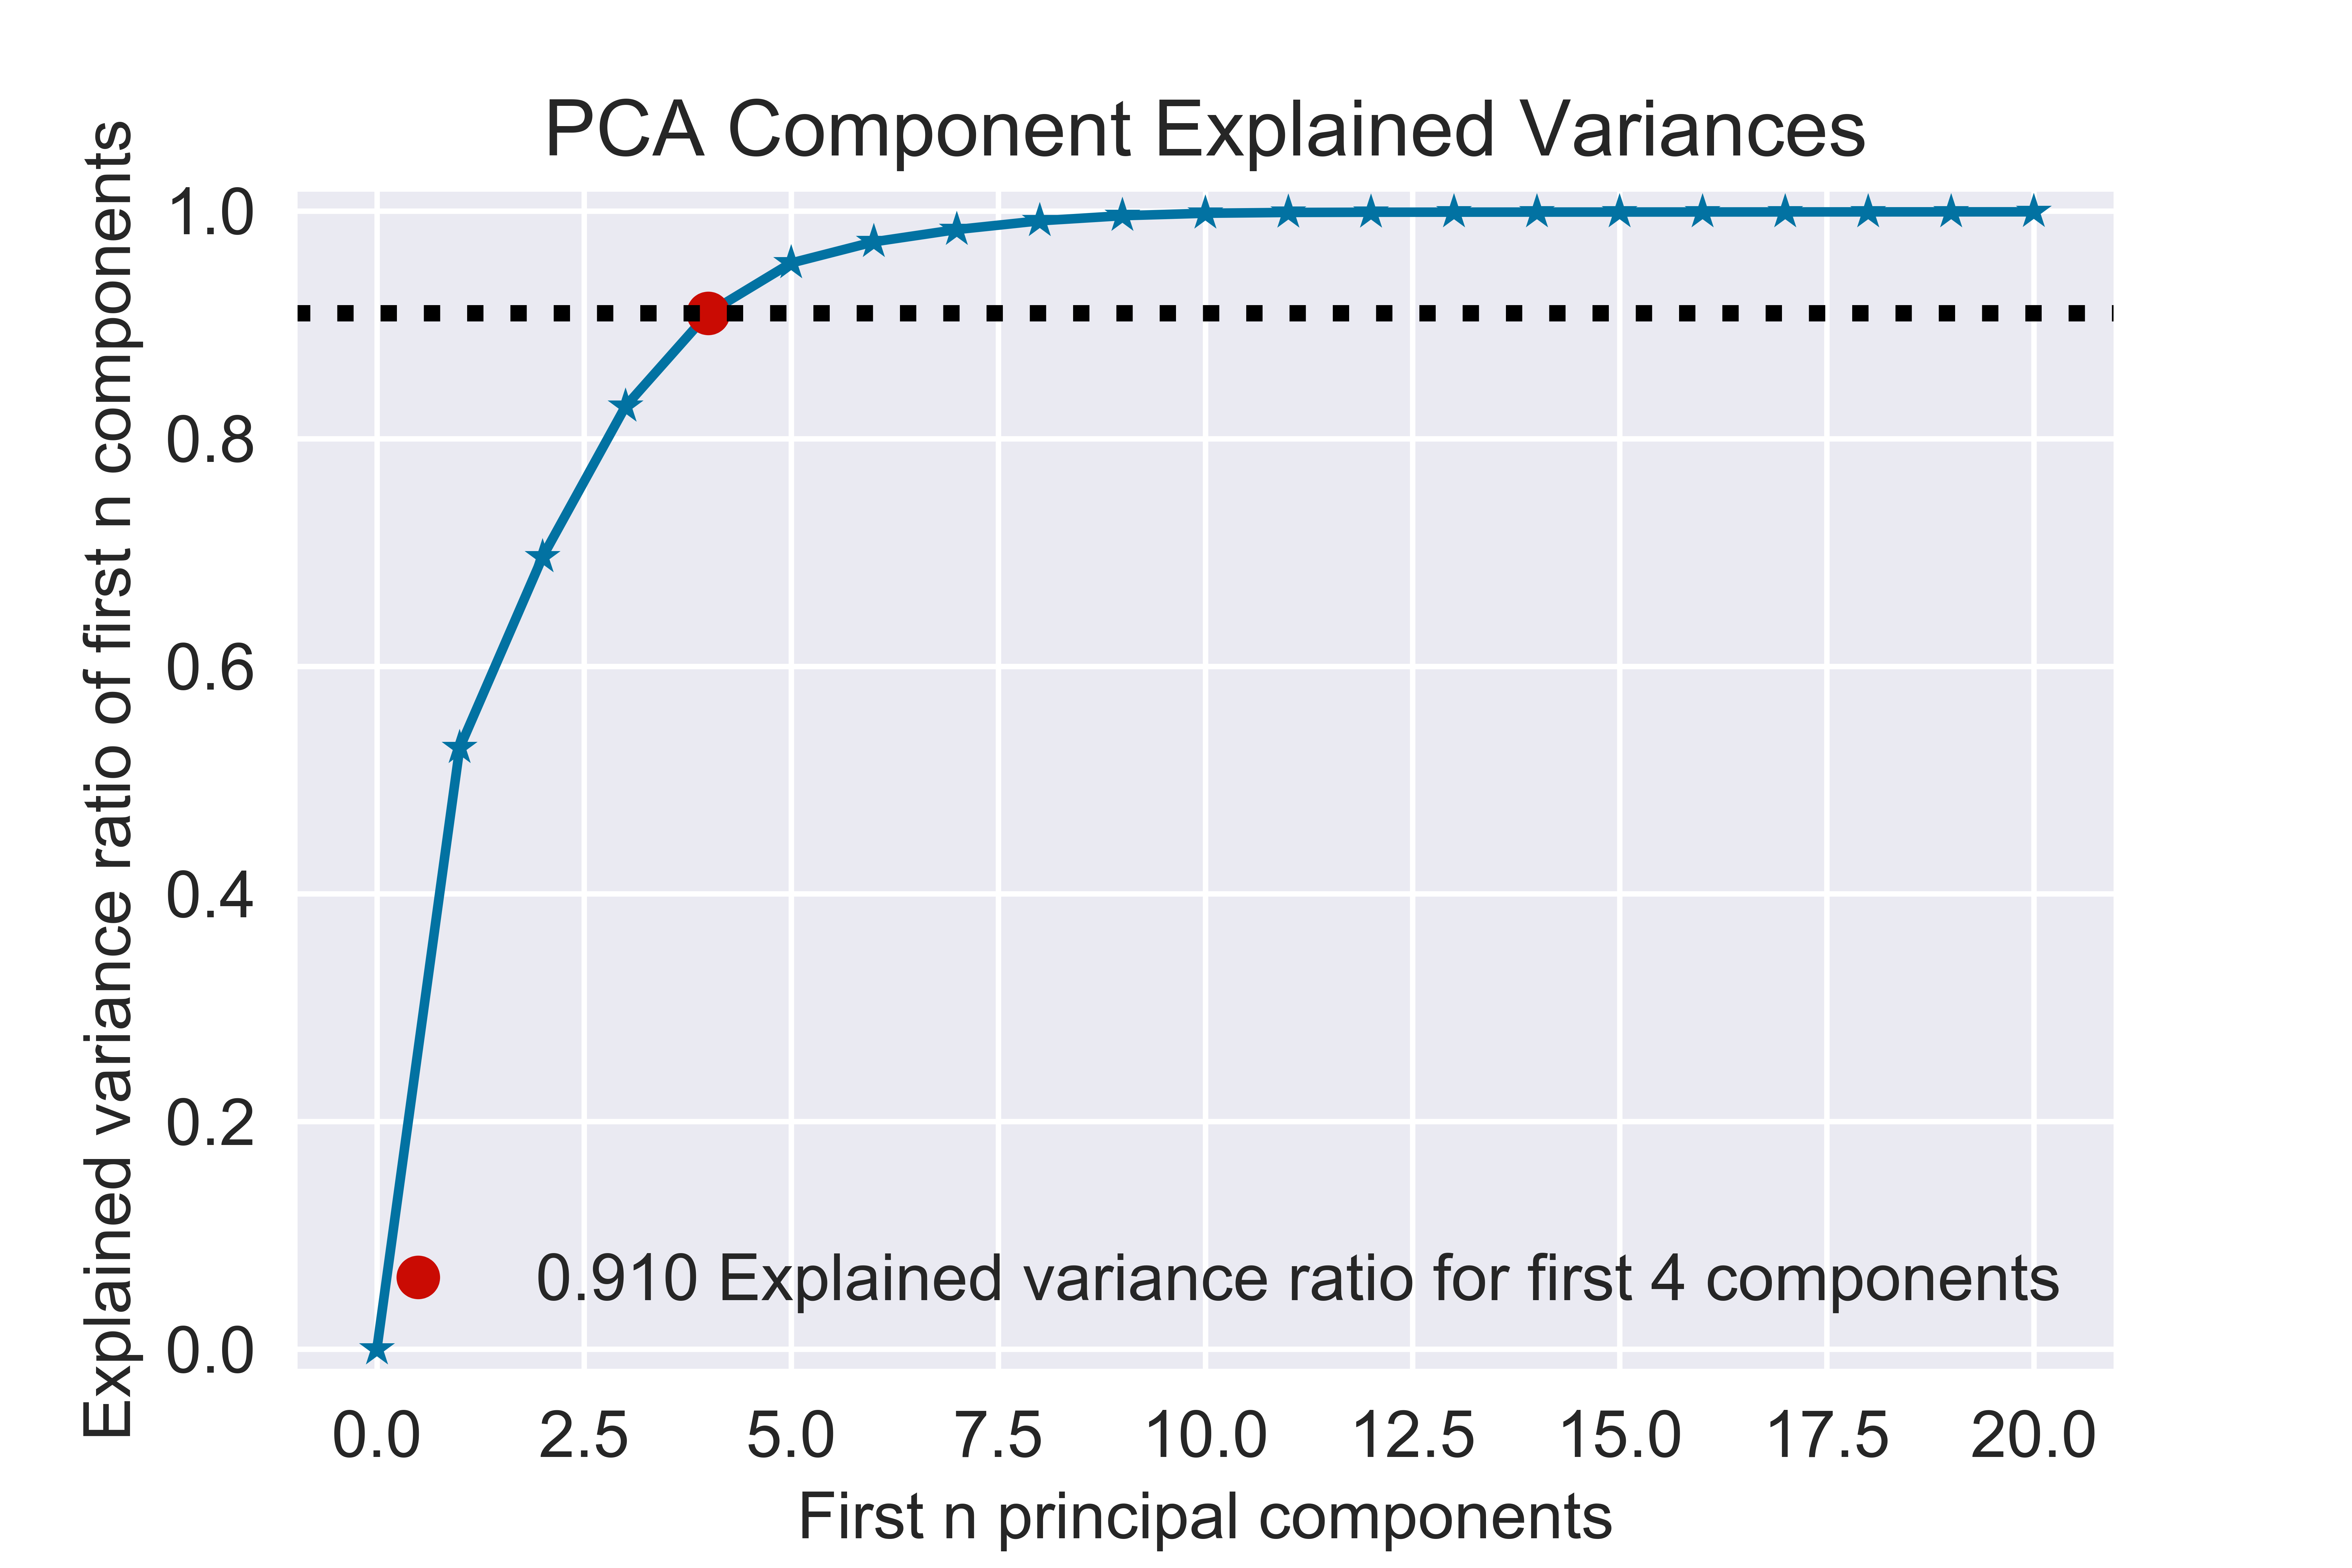 PCA Component Explained Variances
Explained variance ratio of first n components
1.0
0.8
0.6
0.4
0.2
0.0
0.910 Explained variance ratio for first 4 components
0.0 2.5 5.0 7.5 10.0 12.5 15.0 17.5 20.0
First n principal components